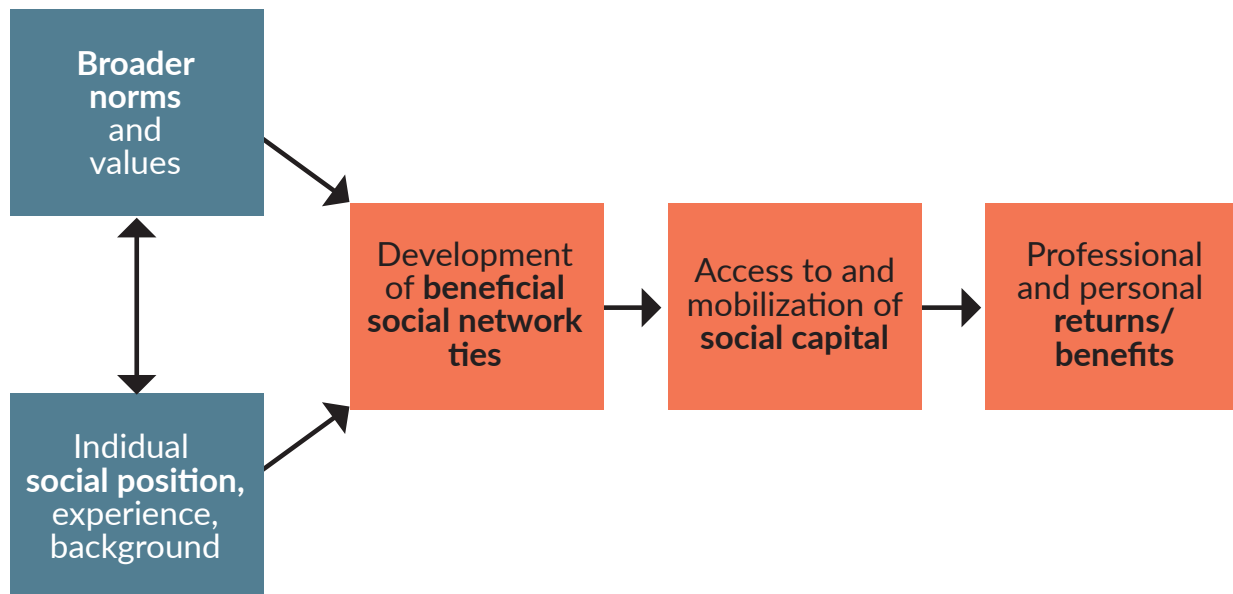 Broader
norms
and
values
Indidual
social position,
experience,
background
Development
of beneficial
social network
ties
Access to and
mobilization of
social capital
Professional
and personal
returns/
benefits